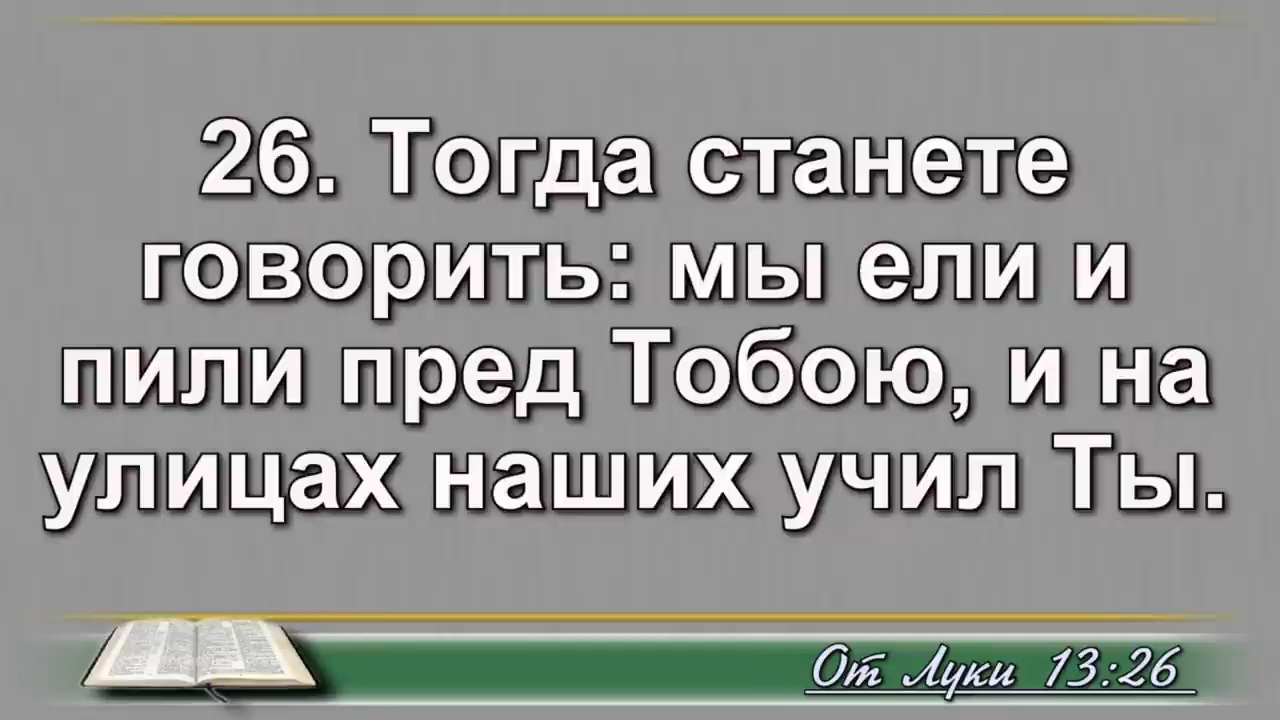 26. Тогда станете
говорить: мы ели и
пили пред Тобою, и на
улицах наших учил Ты.
От Луки 13:26